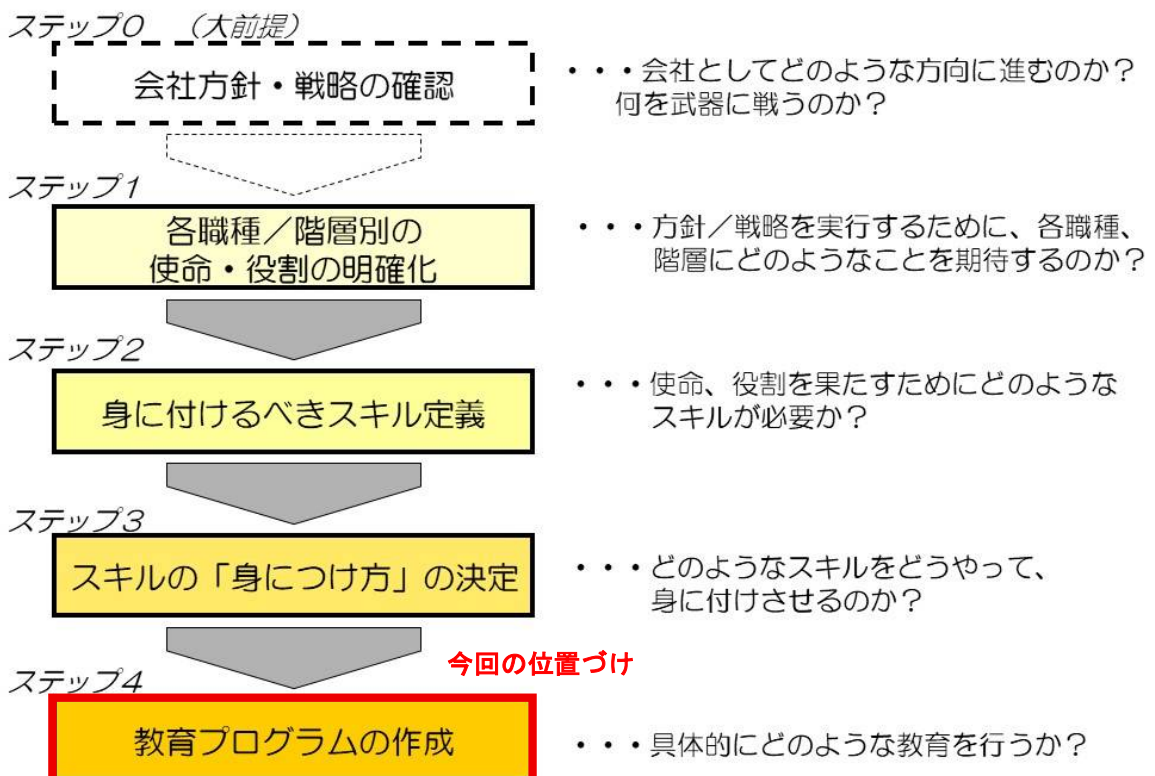 ステップ0 （大前提）
会社方針・戦略の確認
・・・会社としてどのような方向に進むのか？
何を武器に戦うのか？
ステップ1
各職種／階層別の
使命・役割の明確化
・・・方針／戦略を実行するために、各職種、
階層にどのようなことを期待するのか？
ステップ2
身に付けるべきスキル定義
・・・使命、役割を果たすためにどのような
スキルが必要か？
ステップ3
スキルの「身につけ方」の決定
・・・どのようなスキルをどうやって、
身に付けさせるのか？
今回の位置づけ
ステップ4
教育プログラムの作成
・・・具体的にどのような教育を行うか？